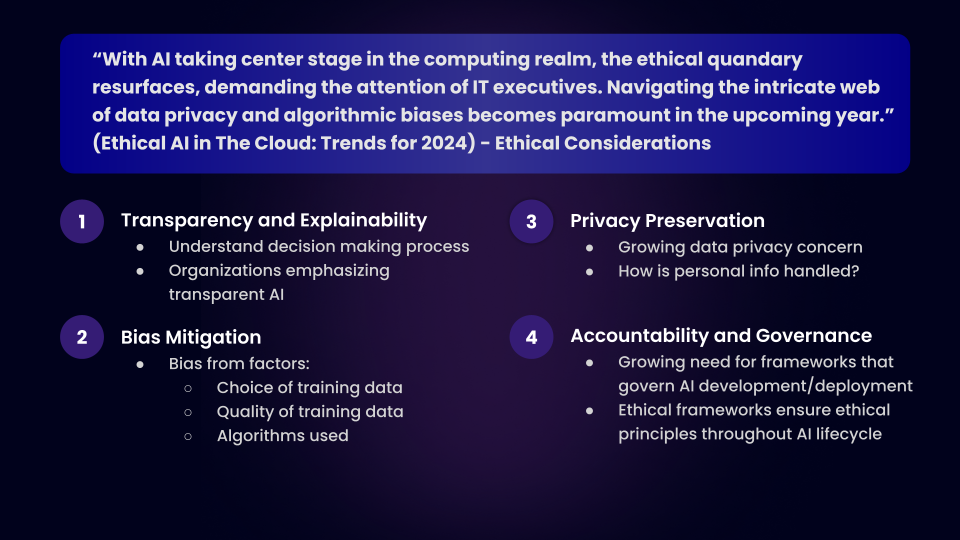 “With AI taking center stage in the computing realm, the ethical quandary
resurfaces, demanding the attention of IT executives. Navigating the intricate web
of data privacy and algorithmic biases becomes paramount in the upcoming year.”
(Ethical AI in The Cloud: Trends for 2024) - Ethical Considerations
1 Transparency and Explainability
● Understand decision making process
● Organizations emphasizing
transparent AI
2 Bias Mitigation
● Bias from factors:
○ Choice of training data
○ Quality of training data
○ Algorithms used
3 Privacy Preservation
● Growing data privacy concern
● How is personal info handled?
4 Accountability and Governance
● Growing need for frameworks that
govern AI development/deployment
● Ethical frameworks ensure ethical
principles throughout AI lifecycle